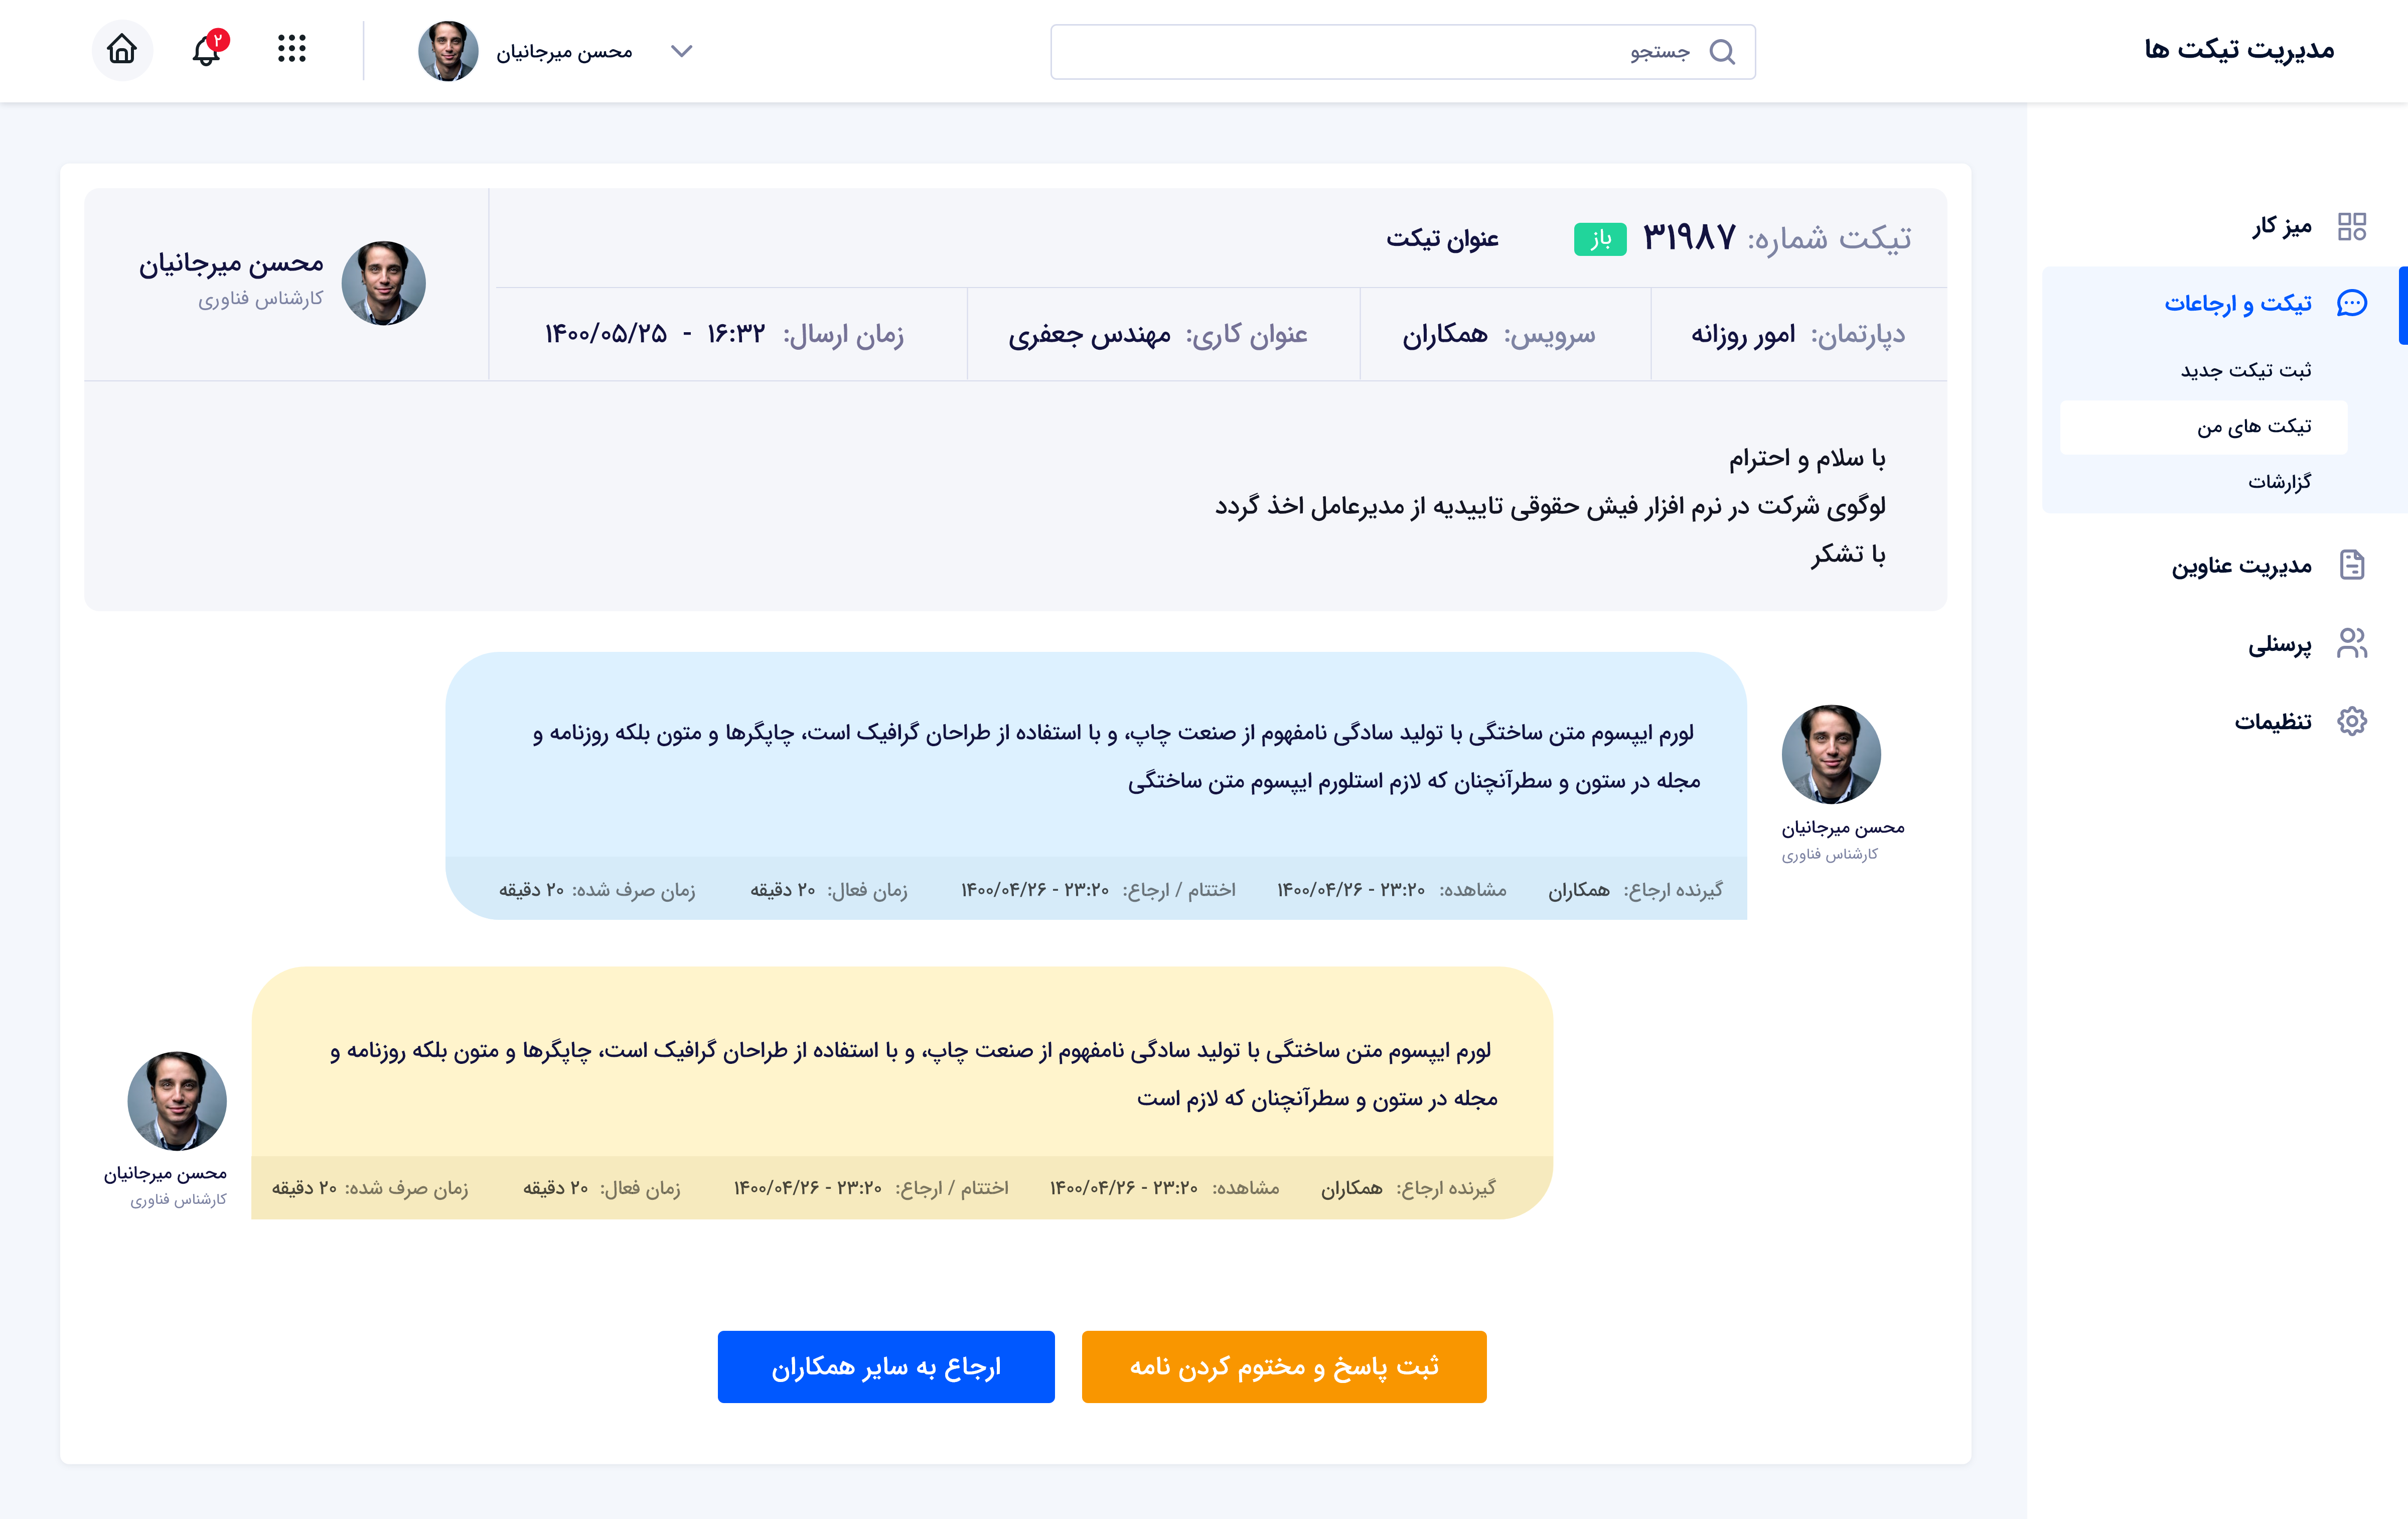 مدیریت تیکت ها
جستجو
محسن میرجانیان
۲
میز کار
تیکت و ارجاعات
ثبت تیکت جدید
تیکت های من
گزارشات
مدیریت عناوین
پرسنلی
تنظیمات
تیکت شماره: ۳۱۹۸۷ باز عنوان تیکت
دپارتمان: امور روزانه سرویس: همکاران عنوان کاری: مهندس جعفری زمان ارسال: ۱۶:۳۲ - ۱۴۰۰/۰۵/۲۵
محسن میرجانیان
کارشناس فناوری
با سلام و احترام
لوگوی شرکت در نرم افزار فیش حقوقی تاییدیه از مدیرعامل اخذ گردد
با تشکر
محسن میرجانیان
کارشناس فناوری
لورم ایپسوم متن ساختگی با تولید سادگی نامفهوم از صنعت چاپ، و با استفاده از طراحان گرافیک است، چاپگرها و متون بلکه روزنامه و
مجله در ستون و سطرآنچنان که لازم استلورم ایپسوم متن ساختگی
گیرنده ارجاع: همکاران مشاهده: ۲۳:۲۰ - ۱۴۰۰/۰۴/۲۶ اختتام / ارجاع: ۲۳:۲۰ - ۱۴۰۰/۰۴/۲۶ زمان فعال: ۲۰ دقیقه زمان صرف شده: ۲۰ دقیقه
لورم ایپسوم متن ساختگی با تولید سادگی نامفهوم از صنعت چاپ، و با استفاده از طراحان گرافیک است، چاپگرها و متون بلکه روزنامه و
مجله در ستون و سطرآنچنان که لازم است
گیرنده ارجاع: همکاران مشاهده: ۲۳:۲۰ - ۱۴۰۰/۰۴/۲۶ اختتام / ارجاع: ۲۳:۲۰ - ۱۴۰۰/۰۴/۲۶ زمان فعال: ۲۰ دقیقه زمان صرف شده: ۲۰ دقیقه
محسن میرجانیان
کارشناس فناوری
ثبت پاسخ و مختوم کردن نامه
ارجاع به سایر همکاران